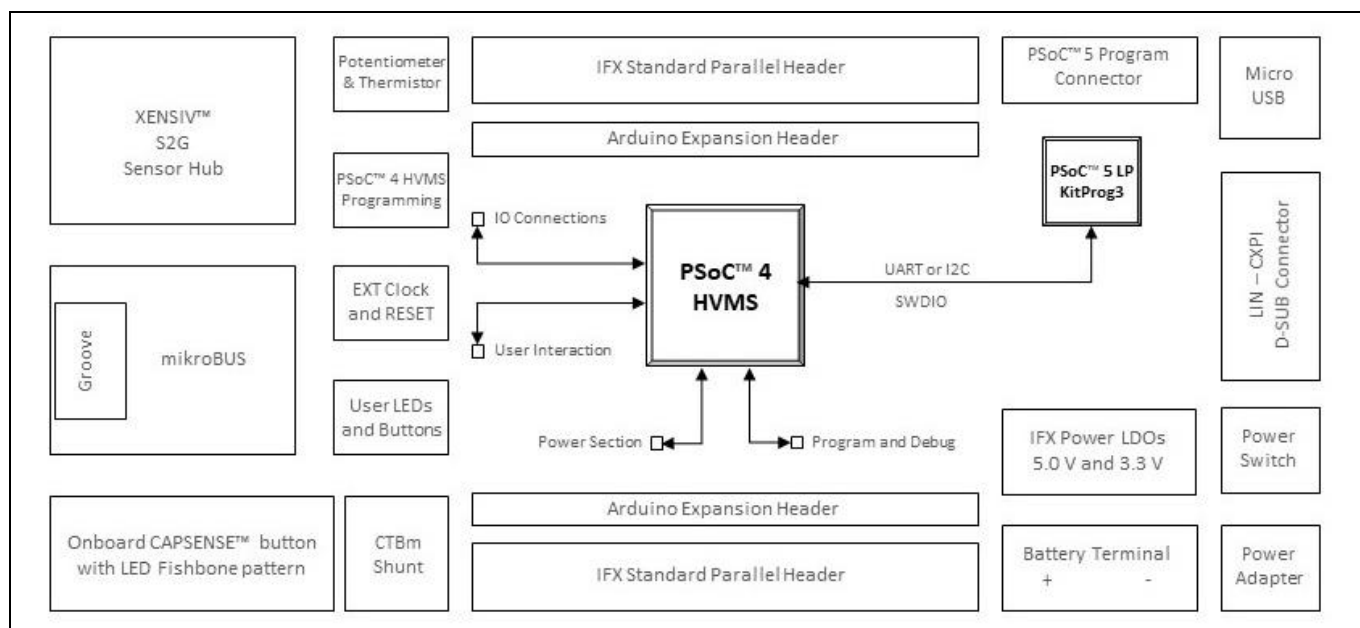 XENSIV™
S2G
Sensor Hub
Potentiometer
& Thermistor
IFX Standard Parallel Header
PSoC™ 5 Program
Connector
Micro
USB
Arduino Expansion Header
PSoC™ 4 HVMS
Programming
PSoC™ 5 LP
KitProg3
IO Connections
PSoC™ 4
HVMS
UART or I2C
SWDIO
LIN – CXPI
D-SUB Connector
Groove
mikroBUS
EXT Clock
and RESET
User Interaction
User LEDs
and Buttons
Power Section
Program and Debug
IFX Power LDOs
5.0 V and 3.3 V
Power
Switch
Onboard CAPSENSE™ button
with LED Fishbone pattern
CTBm
Shunt
Arduino Expansion Header
IFX Standard Parallel Header
Battery Terminal
+ -
Power
Adapter